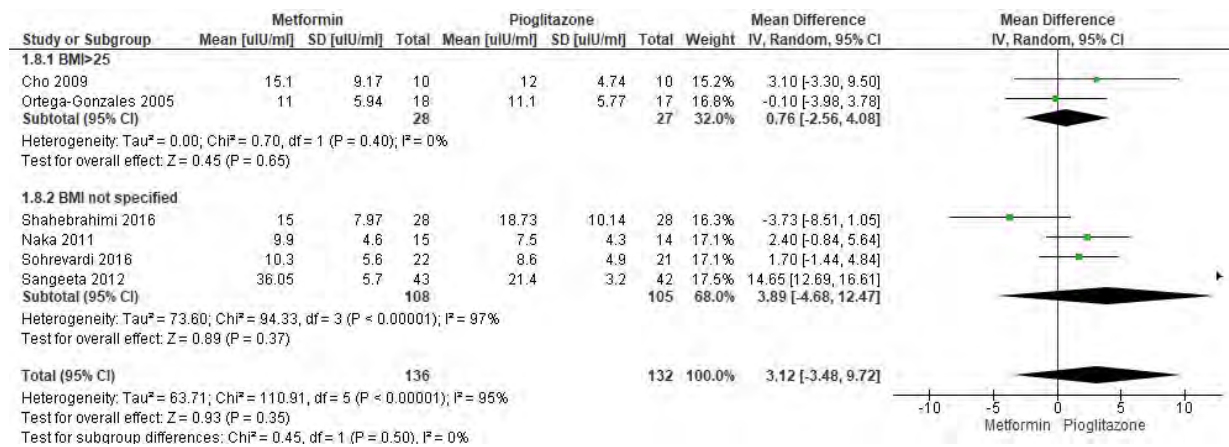 Metformin Pioglitazone Mean Difference Mean Difference
Study or Subgroup Mean [uIU/ml] SD [uIU/ml] Total Mean [uIU/ml] SD [uIU/ml] Total Weight IV, Random, 95% CI IV, Random, 95% CI
1.8.1 BMI>25
Cho 2009 15.1 9.17 10 12 4.74 10 15.2% 3.10 [-3.30, 9.50]
Ortega-Gonzales 2005 11 5.94 18 11.1 5.77 17 16.8% -0.10 [-3.98, 3.78]
Subtotal (95% CI) 28 27 32.0% 0.76 [-2.56, 4.08]
Heterogeneity: Tau² = 0.00; Chi² = 0.70, df = 1 (P = 0.40); I² = 0%
Test for overall effect: Z = 0.45 (P = 0.65)
1.8.2 BMI not specified
Shahebrahimi 2016 15 7.97 28 18.73 10.14 28 16.3% -3.73 [-8.51, 1.05]
Naka 2011 9.9 4.6 15 7.5 4.3 14 17.1% 2.40 [-0.84, 5.64]
Sohrevardi 2016 10.3 5.6 22 8.6 4.9 21 17.1% 1.70 [-1.44, 4.84]
Sangeeta 2012 36.05 5.7 43 21.4 3.2 42 17.5% 14.65 [12.69, 16.61]
Subtotal (95% CI) 108 105 68.0% 3.89 [-4.68, 12.47]
Heterogeneity: Tau² = 73.60; Chi² = 94.33, df = 3 (P < 0.00001); I² = 97%
Test for overall effect: Z = 0.89 (P = 0.37)
Total (95% CI) 136 132 100.0% 3.12 [-3.48, 9.72]
Heterogeneity: Tau² = 63.71; Chi² = 110.91, df = 5 (P < 0.00001); I² = 95%
Test for overall effect: Z = 0.93 (P = 0.35)
Test for subgroup differences: Chi² = 0.45, df = 1 (P = 0.50), I² = 0%
-10 -5 0 5 10
Metformin Pioglitazone